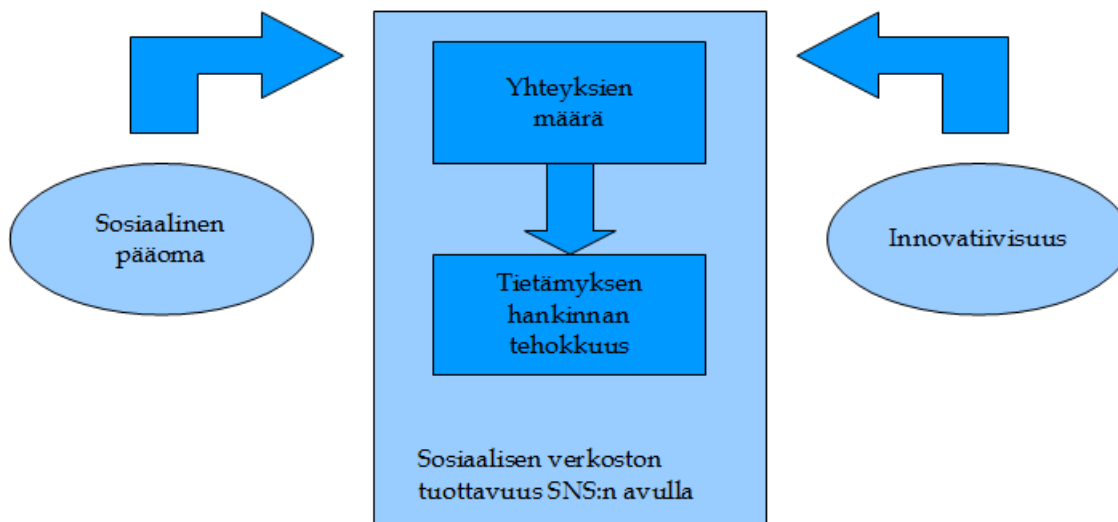 Yhteyksien
määrä
Sosiaalinen
pääoma
Innovatiivisuus
Tietämyksen
hankinnan
tehokkuus
Sosiaalisen verkoston
tuottavuus SNS:n avulla